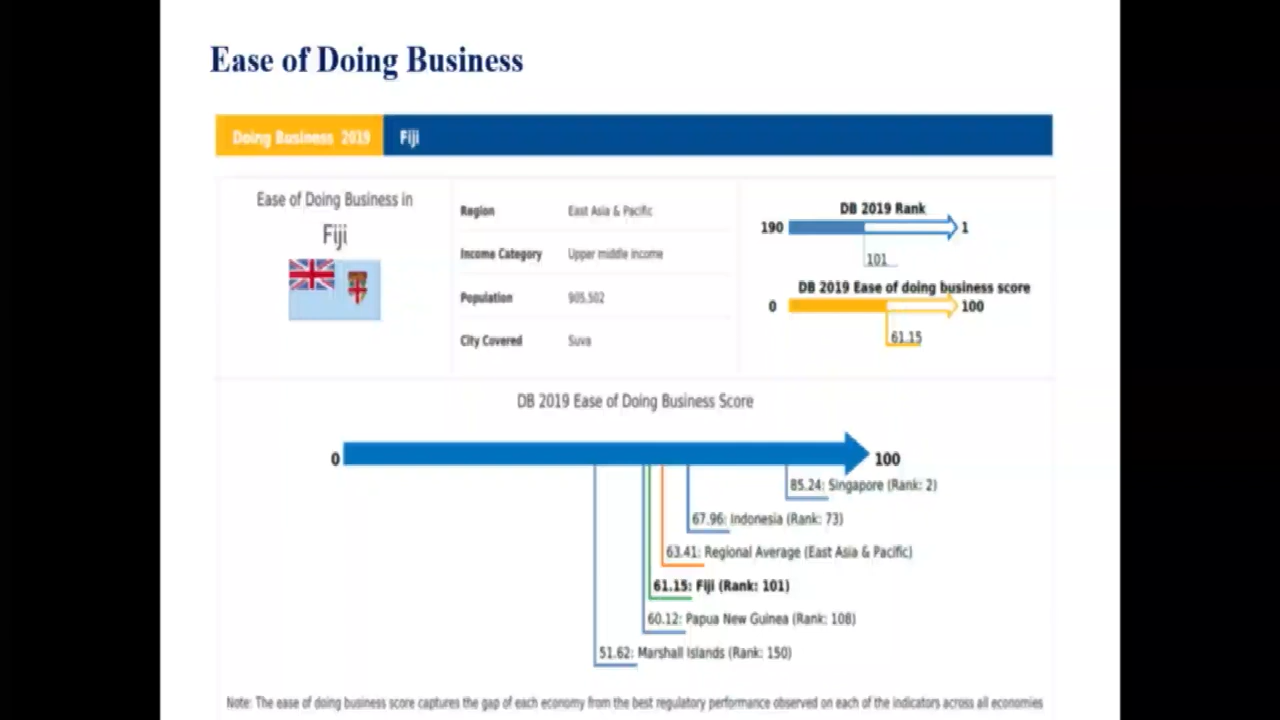 Ease of Doing Business
Doing Business 2019 Fiji
Ease of Doing Business in
Fiji
Region East Asia & Pacific
Income Category Upper middle income
Population 905,502
City Covered Suva
DB 2019 Rank
190 1
101
DB 2019 Ease of doing business score
0 100
61.15
DB 2019 Ease of Doing Business Score
0 100
85.24: Singapore (Rank: 2)
67.96: Indonesia (Rank: 73)
63.41: Regional Average (East Asia & Pacific)
61.15: Fiji (Rank: 101)
60.12: Papua New Guinea (Rank: 108)
51.62: Marshall Islands (Rank: 150)
Note: The ease of doing business score captures the gap of each economy from the best regulatory performance observed on each of the indicators across all economies